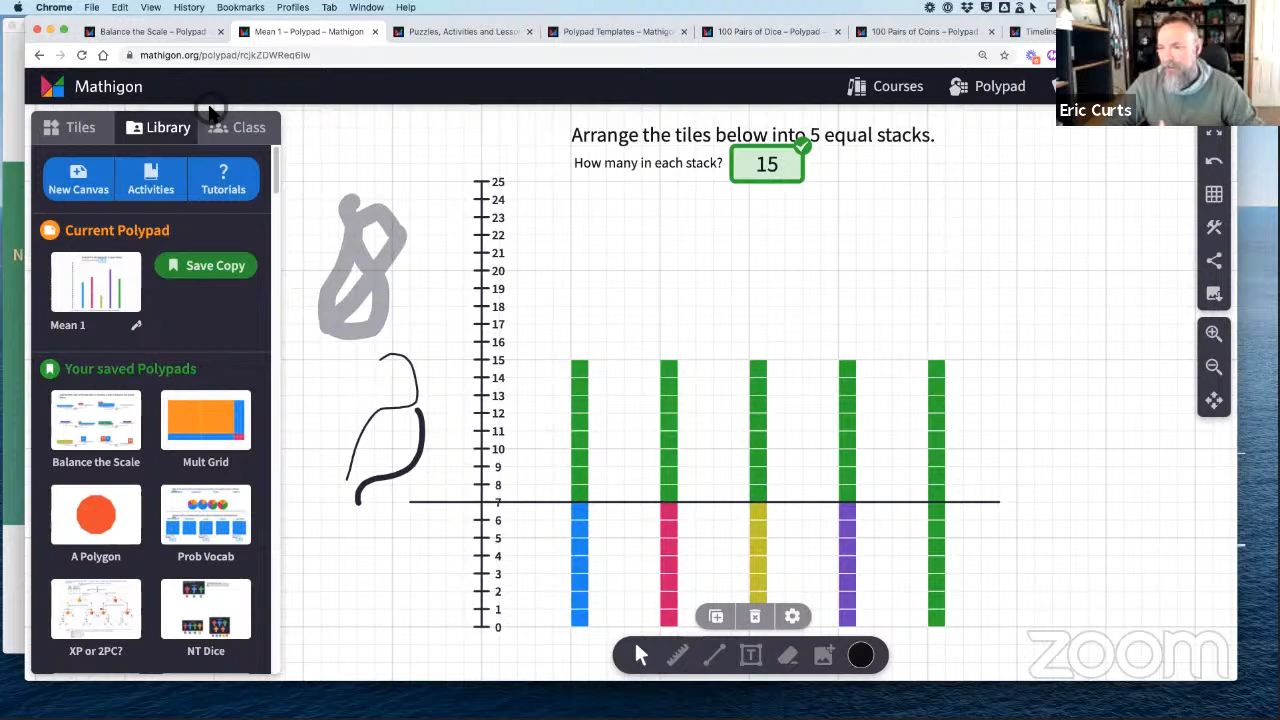 Chrome File Edit View History Bookmarks Profiles Tab Window Help
Balance the Scale – Polypad
Mean 1 – Polypad – Mathig
Puzzles, Activities and Lesson
Polypad Templates – Mathig
100 Pairs of Dice – Polypad –
100 Pairs of Coins – Polypad
Timeline
mathigon.org/polypad/rcjkZDWReq6Iw
Mathigon
Courses
Polypad
Eric Curts
Tiles
Library
Class
New Canvas
Activities
?
Tutorials
Current Polypad
Save Copy
Mean 1
Your saved Polypads
Balance the Scale
Mult Grid
A Polygon
Prob Vocab
XP or 2PC?
NT Dice
Arrange the tiles below into 5 equal stacks.
How many in each stack? 15
25
24
23
22
21
20
19
18
17
16
15
14
13
12
11
10
9
8
7
6
5
4
3
2
1
0
8
T
zoom
N